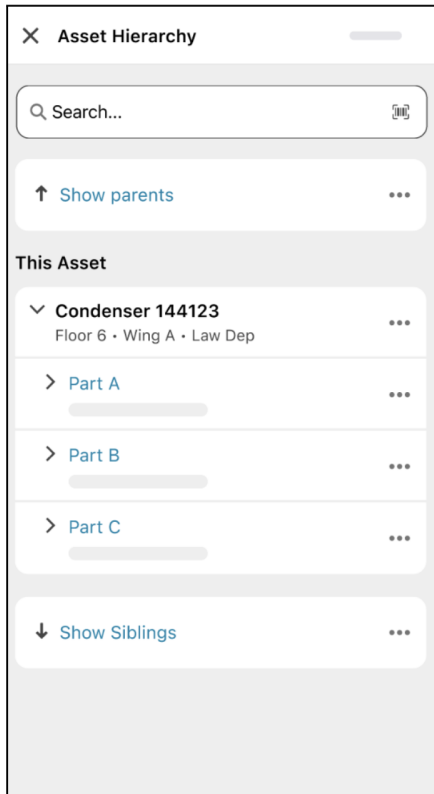 Asset Hierarchy
Search...
Show parents
This Asset
Condenser 144123
Floor 6 • Wing A • Law Dep
Part A
Part B
Part C
Show Siblings